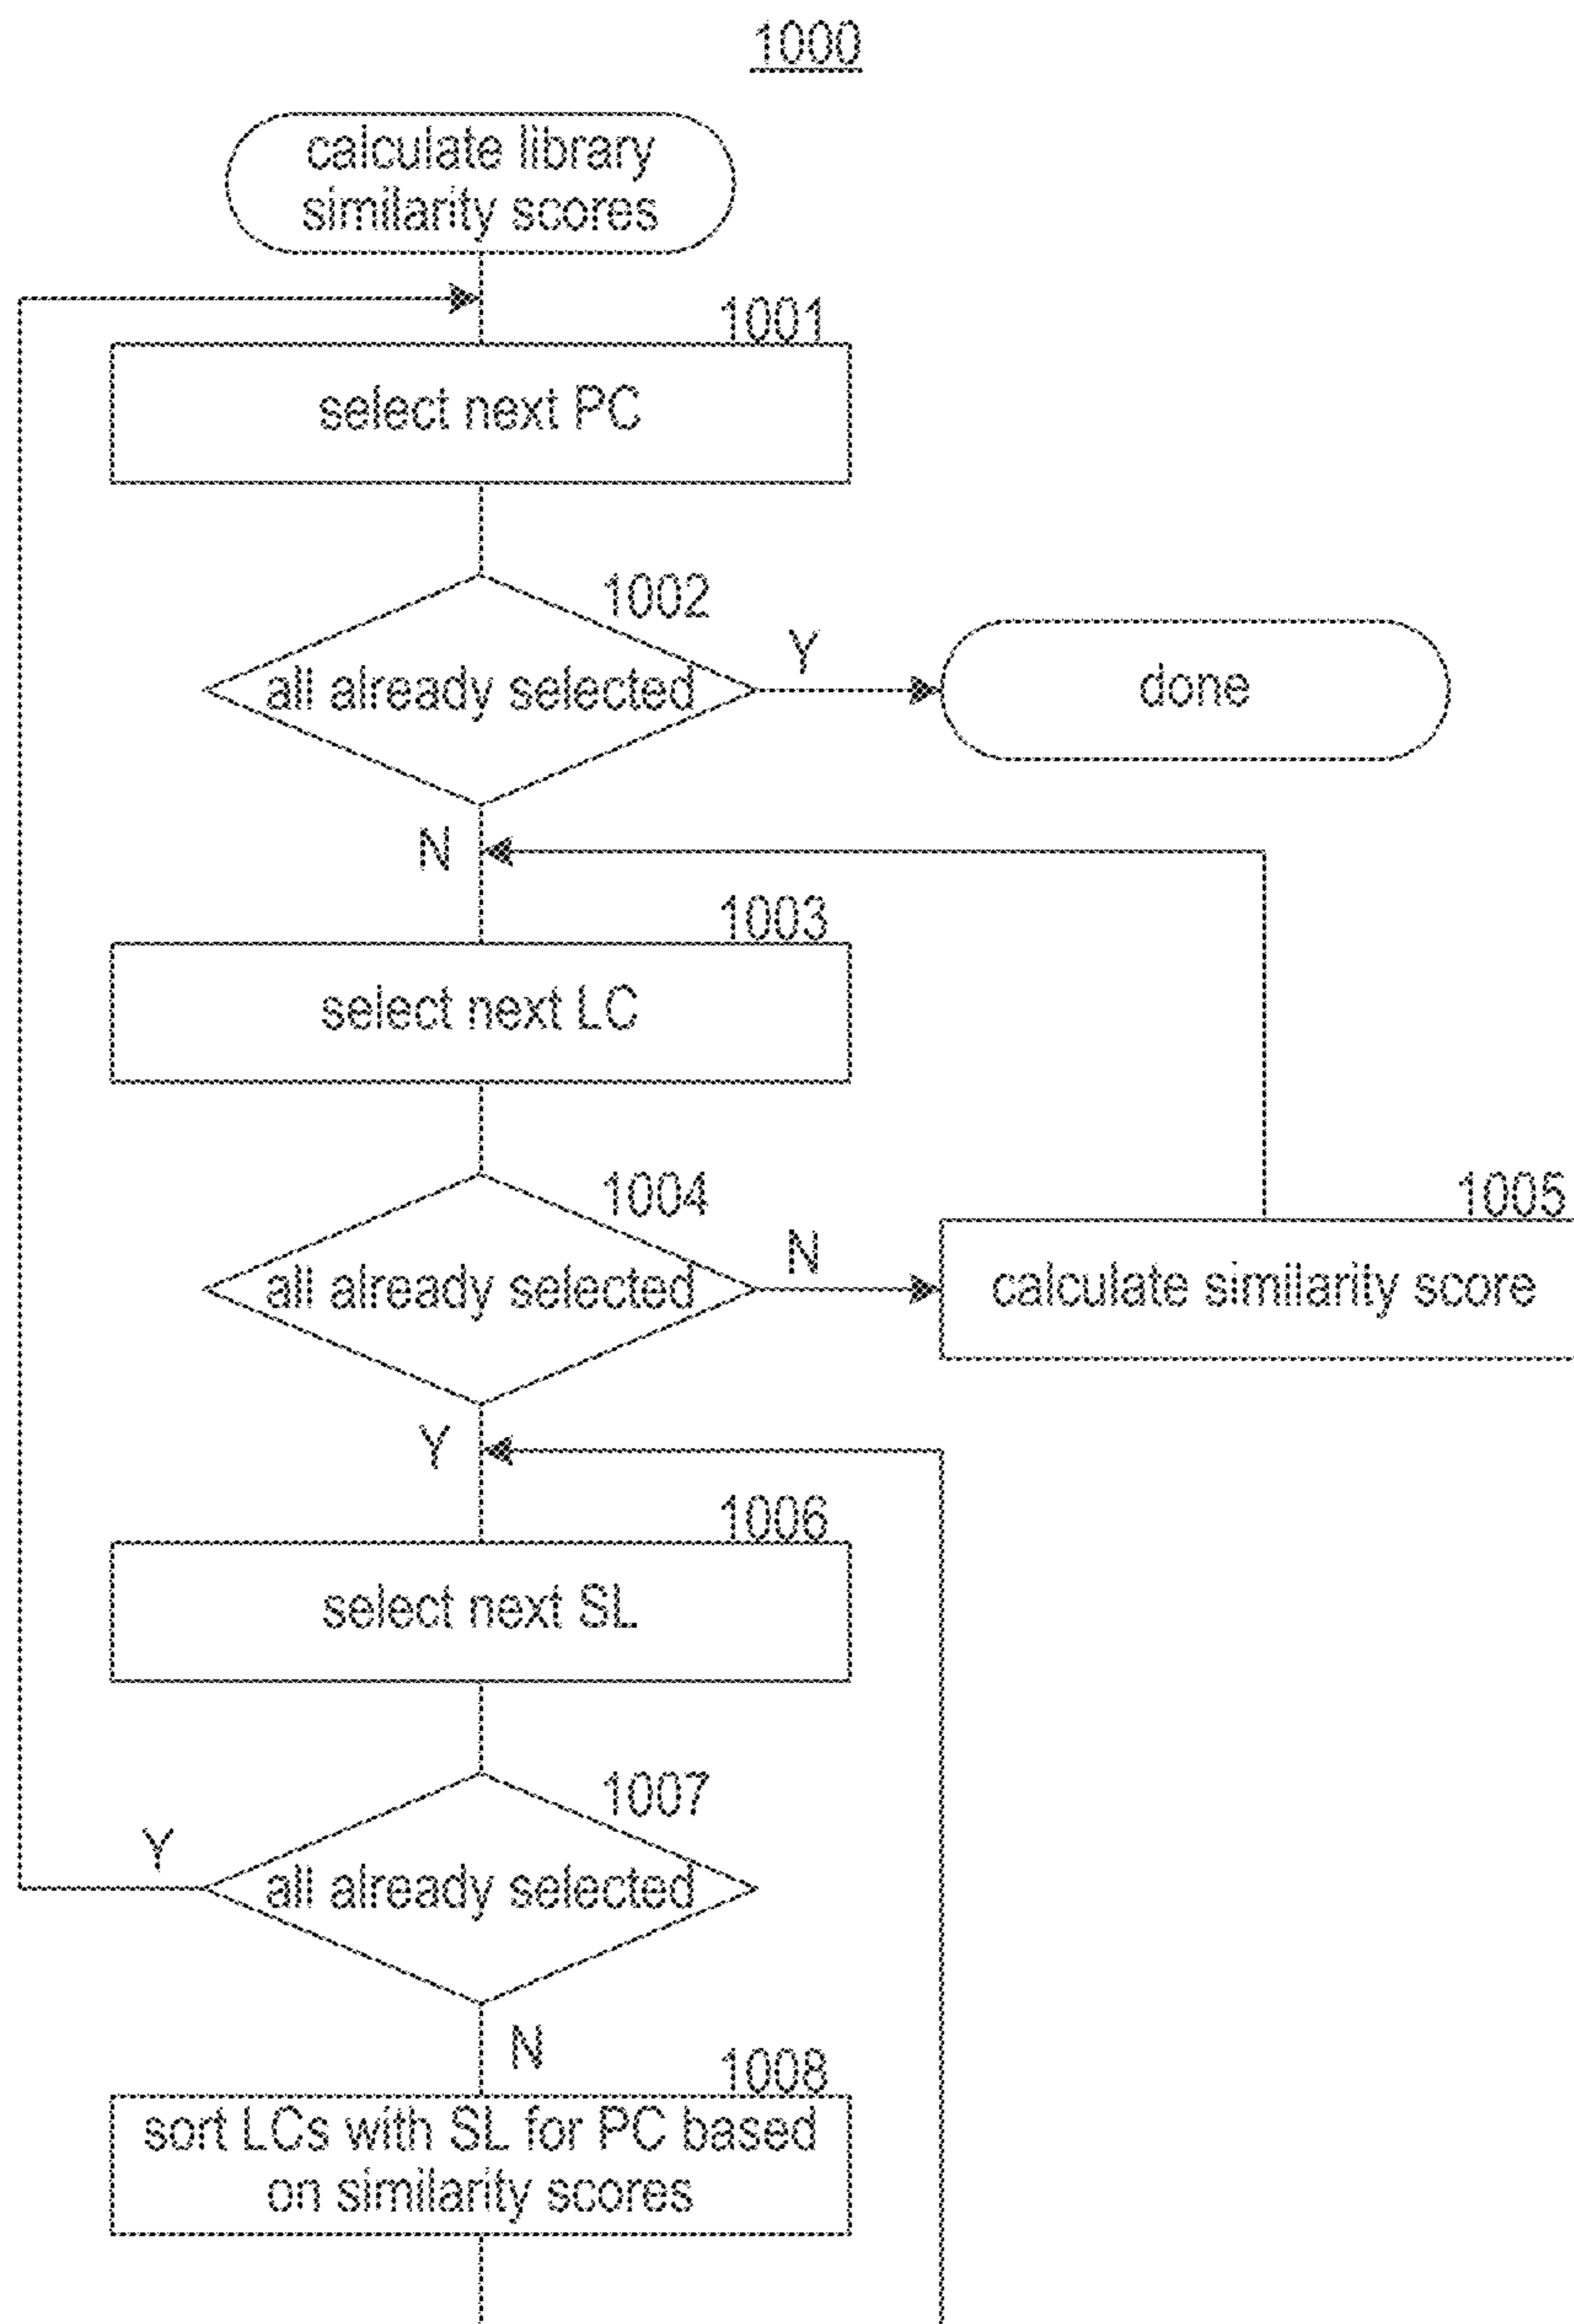 1000
calculate library
similarity scores
1001
select next PC
1002
all already selected
Y
done
N
1003
select next LC
1004
all already selected
N
1005
calculate similarity score
Y
1006
select next SL
1007
all already selected
Y
N
1008
sort LCs with SL for PC based
on similarity scores